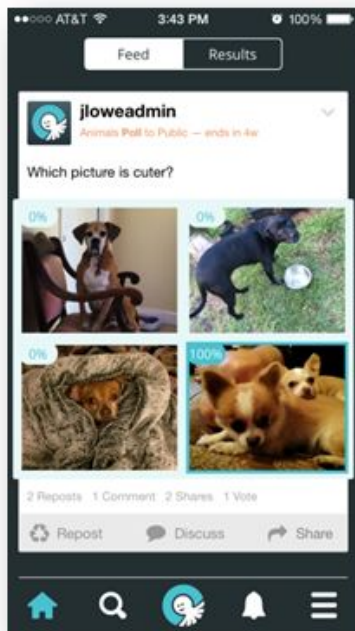 AT&T 3:43 PM 100%
Feed Results
jloweadmin
Animals Poll to Public — ends in 4w
Which picture is cuter?
0% 0%
0% 100%
2 Reposts 1 Comment 2 Shares 1 Vote
Repost Discuss Share